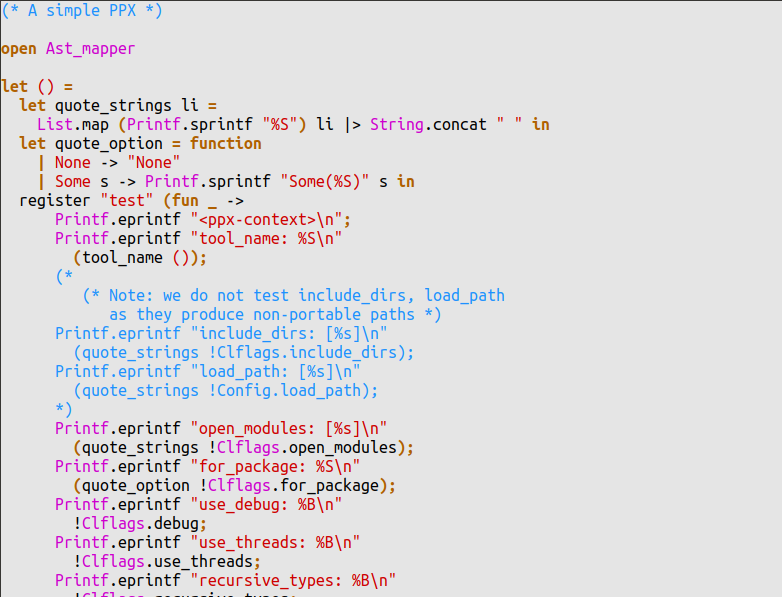 (* A simple PPX *)
open Ast_mapper
let () =
  let quote_strings li =
    List.map (Printf.sprintf "%S") li |> String.concat " " in
  let quote_option = function
    | None -> "None"
    | Some s -> Printf.sprintf "Some(%S)" s in
  register "test" (fun _ ->
      Printf.eprintf "<ppx-context>\n";
      Printf.eprintf "tool_name: %S\n"
        (tool_name ());
      (*
         (* Note: we do not test include_dirs, load_path
            as they produce non-portable paths *)
      Printf.eprintf "include_dirs: [%s]\n"
        (quote_strings !Clflags.include_dirs);
      Printf.eprintf "load_path: [%s]\n"
        (quote_strings !Config.load_path);
      *)
      Printf.eprintf "open_modules: [%s]\n"
        (quote_strings !Clflags.open_modules);
      Printf.eprintf "for_package: %S\n"
        (quote_option !Clflags.for_package);
      Printf.eprintf "use_debug: %B\n"
        !Clflags.debug;
      Printf.eprintf "use_threads: %B\n"
        !Clflags.use_threads;
      Printf.eprintf "recursive_types: %B\n"
        !Clflags.recursive_types;